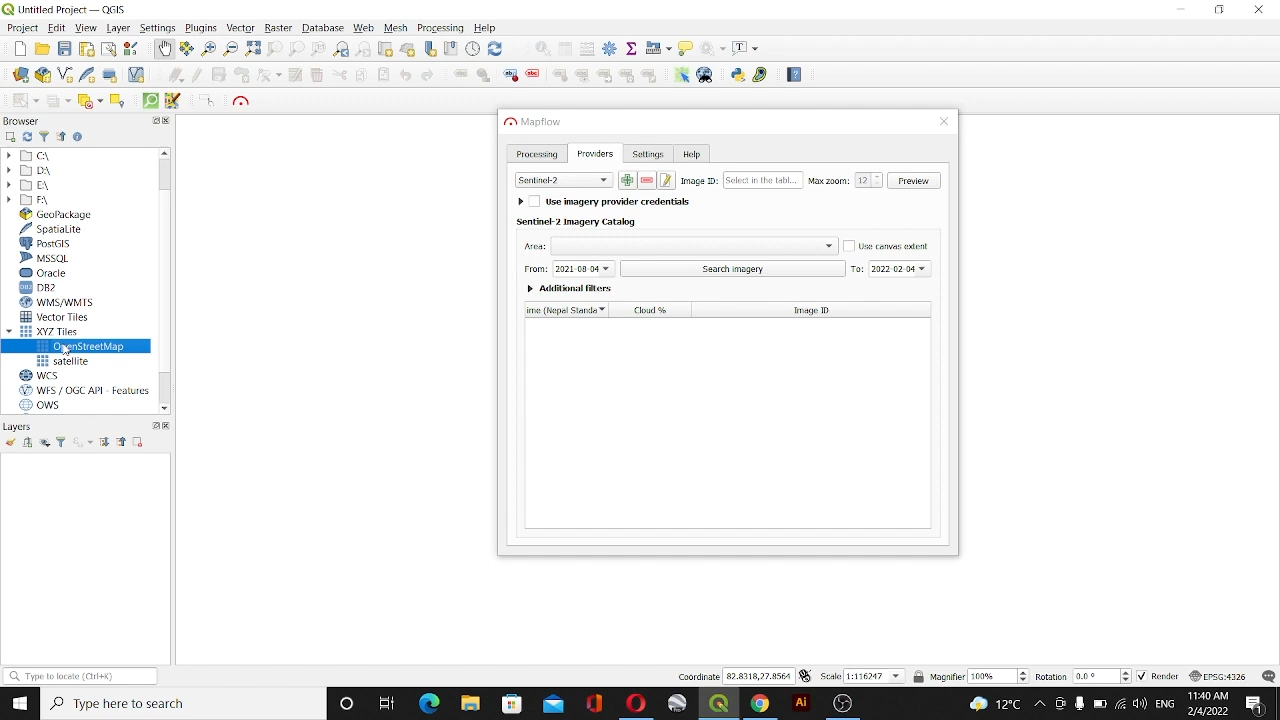 Untitled Project — QGIS
Project Edit View Layer Settings Plugins Vector Raster Database Web Mesh Processing Help
Browser
C:\
D:\
E:\
F:\
GeoPackage
SpatiaLite
PostGIS
MSSQL
Oracle
DB2
WMS/WMTS
Vector Tiles
XYZ Tiles
OpenStreetMap
satellite
WCS
WFS / OGC API - Features
OWS
Layers
Mapflow
Processing Providers Settings Help
Sentinel-2 Image ID: Select in the tabl... Max zoom: 12 Preview
Use imagery provider credentials
Sentinel-2 Imagery Catalog
Area: Use canvas extent
From: 2021-08-04 Search imagery To: 2022-02-04
Additional filters
ime (Nepal Standa Cloud % Image ID
Type to locate (Ctrl+K) Coordinate 82.8318,27.8564 Scale 1:116247 Magnifier 100% Rotation 0.0 ° Render EPSG:4326
Type here to search 12°C ENG 11:40 AM
2/4/2022